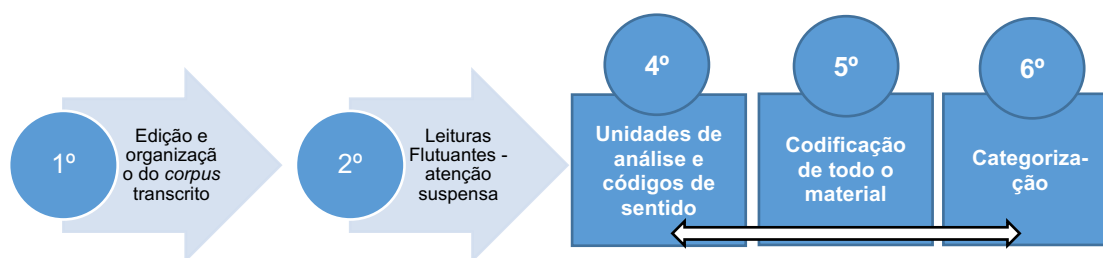 1º
Edição e
organizaçã
o do corpus
transcrito
2º
Leituras
Flutuantes -
atenção
suspensa
4º
Unidades de
análise e
códigos de
sentido
5º
Codificação
de todo o
material
6º
Categoriza-
ção